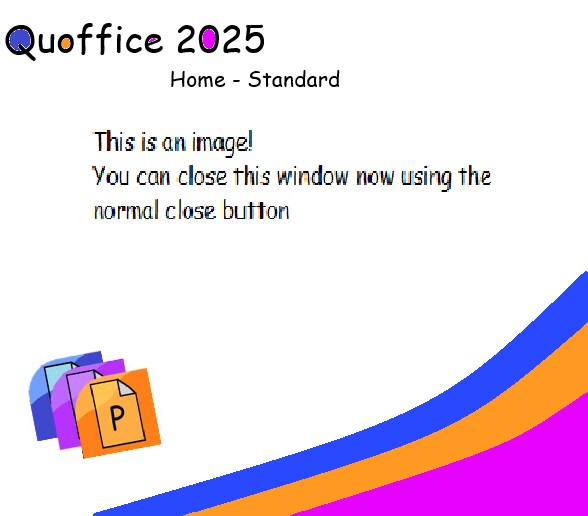 Quoffice 2025
Home - Standard
This is an image!
You can close this window now using the
normal close button
P